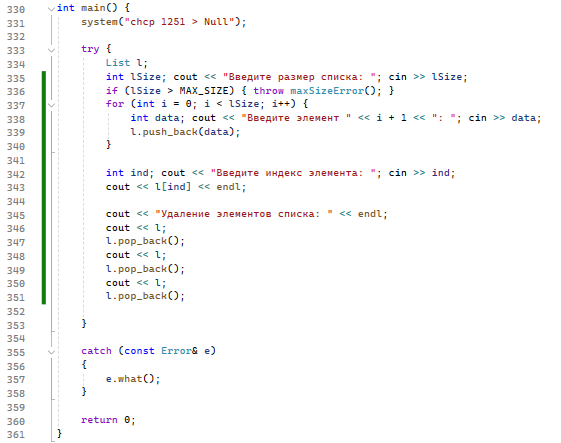 330 int main() {
331 system("chcp 1251 > Null");
332
333 try {
334 List l;
335 int lSize; cout << "Введите размер списка: "; cin >> lSize;
336 if (lSize > MAX_SIZE) { throw maxSizeError(); }
337 for (int i = 0; i < lSize; i++) {
338 int data; cout << "Введите элемент " << i + 1 << ": "; cin >> data;
339 l.push_back(data);
340 }
341
342 int ind; cout << "Введите индекс элемента: "; cin >> ind;
343 cout << l[ind] << endl;
344
345 cout << "Удаление элементов списка: " << endl;
346 cout << l;
347 l.pop_back();
348 cout << l;
349 l.pop_back();
350 cout << l;
351 l.pop_back();
352
353 }
354
355 catch (const Error& e)
356 {
357 e.what();
358 }
359
360 return 0;
361 }